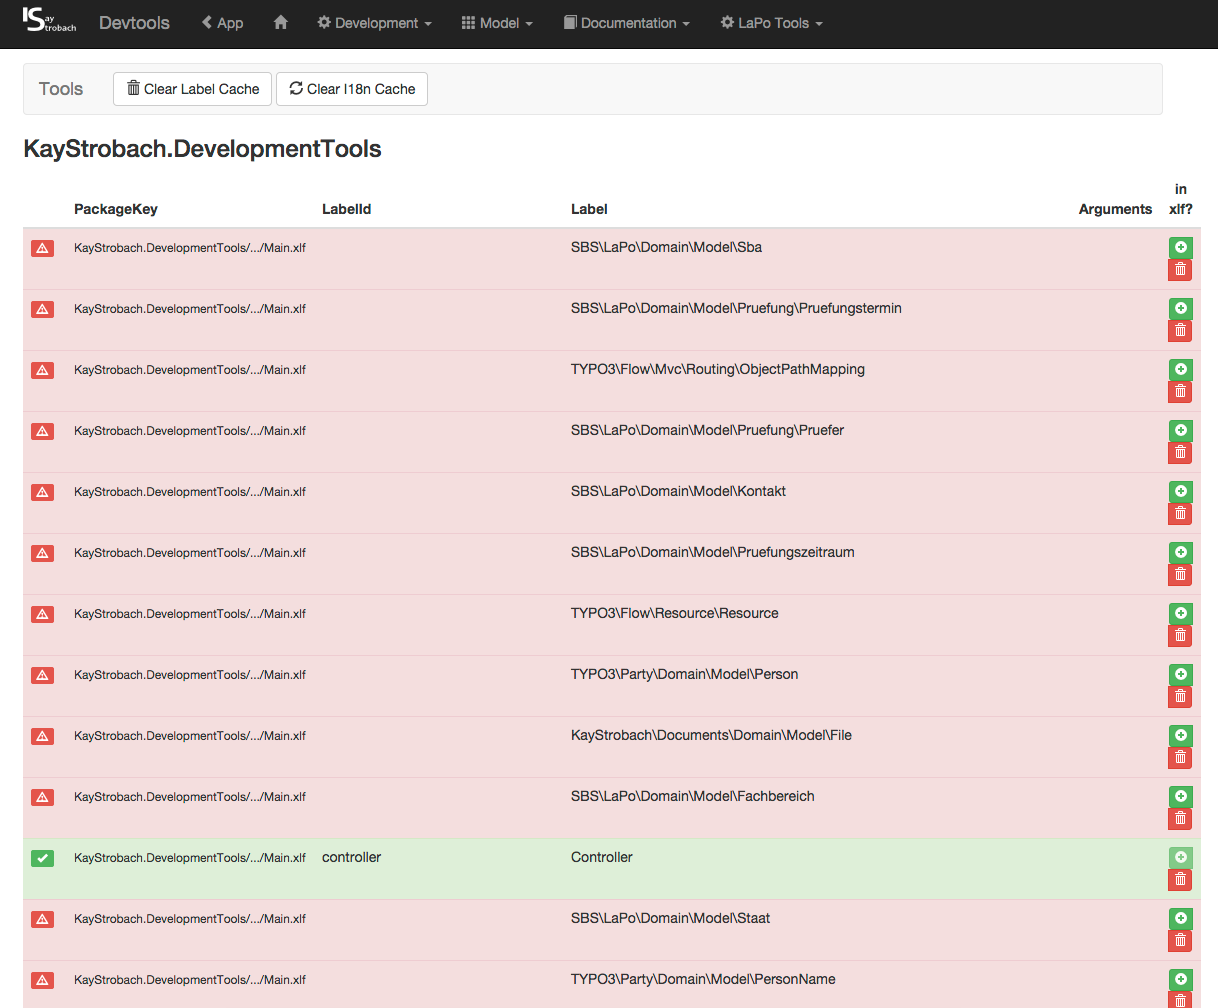 IS ay trobach Devtools App Development Model Documentation LaPo Tools
Tools Clear Label Cache Clear I18n Cache
KayStrobach.DevelopmentTools
PackageKey LabelId Label Arguments in xlf?
KayStrobach.DevelopmentTools/.../Main.xlf SBS\LaPo\Domain\Model\Sba
KayStrobach.DevelopmentTools/.../Main.xlf SBS\LaPo\Domain\Model\Pruefung\Pruefungstermin
KayStrobach.DevelopmentTools/.../Main.xlf TYPO3\Flow\Mvc\Routing\ObjectPathMapping
KayStrobach.DevelopmentTools/.../Main.xlf SBS\LaPo\Domain\Model\Pruefung\Pruefer
KayStrobach.DevelopmentTools/.../Main.xlf SBS\LaPo\Domain\Model\Kontakt
KayStrobach.DevelopmentTools/.../Main.xlf SBS\LaPo\Domain\Model\Pruefungszeitraum
KayStrobach.DevelopmentTools/.../Main.xlf TYPO3\Flow\Resource\Resource
KayStrobach.DevelopmentTools/.../Main.xlf TYPO3\Party\Domain\Model\Person
KayStrobach.DevelopmentTools/.../Main.xlf KayStrobach\Documents\Domain\Model\File
KayStrobach.DevelopmentTools/.../Main.xlf SBS\LaPo\Domain\Model\Fachbereich
KayStrobach.DevelopmentTools/.../Main.xlf controller Controller
KayStrobach.DevelopmentTools/.../Main.xlf SBS\LaPo\Domain\Model\Staat
KayStrobach.DevelopmentTools/.../Main.xlf TYPO3\Party\Domain\Model\PersonName